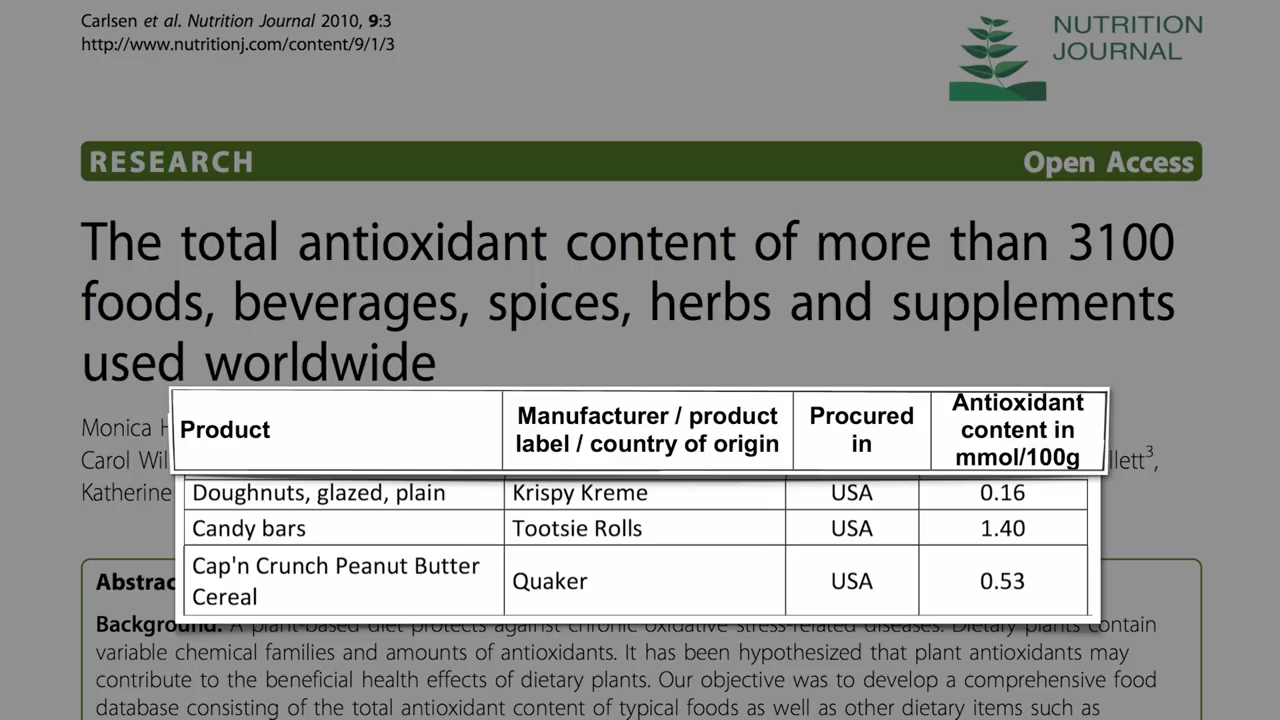 Carlsen et al. Nutrition Journal 2010, 9:3
http://www.nutritionj.com/content/9/1/3
NUTRITION
JOURNAL
RESEARCH Open Access
The total antioxidant content of more than 3100
foods, beverages, spices, herbs and supplements
used worldwide
Monica
Carol
Katherine
Product
Manufacturer / product
label / country of origin
Procured
in
Antioxidant
content in
mmol/100g
Doughnuts, glazed, plain Krispy Kreme USA 0.16
Candy bars Tootsie Rolls USA 1.40
Cap'n Crunch Peanut Butter
Cereal
Quaker USA 0.53
Background: A plant-based diet protects against chronic oxidative stress-related diseases. Dietary plants contain
variable chemical families and amounts of antioxidants. It has been hypothesized that plant antioxidants may
contribute to the beneficial health effects of dietary plants. Our objective was to develop a comprehensive food
database consisting of the total antioxidant content of typical foods as well as other dietary items such as